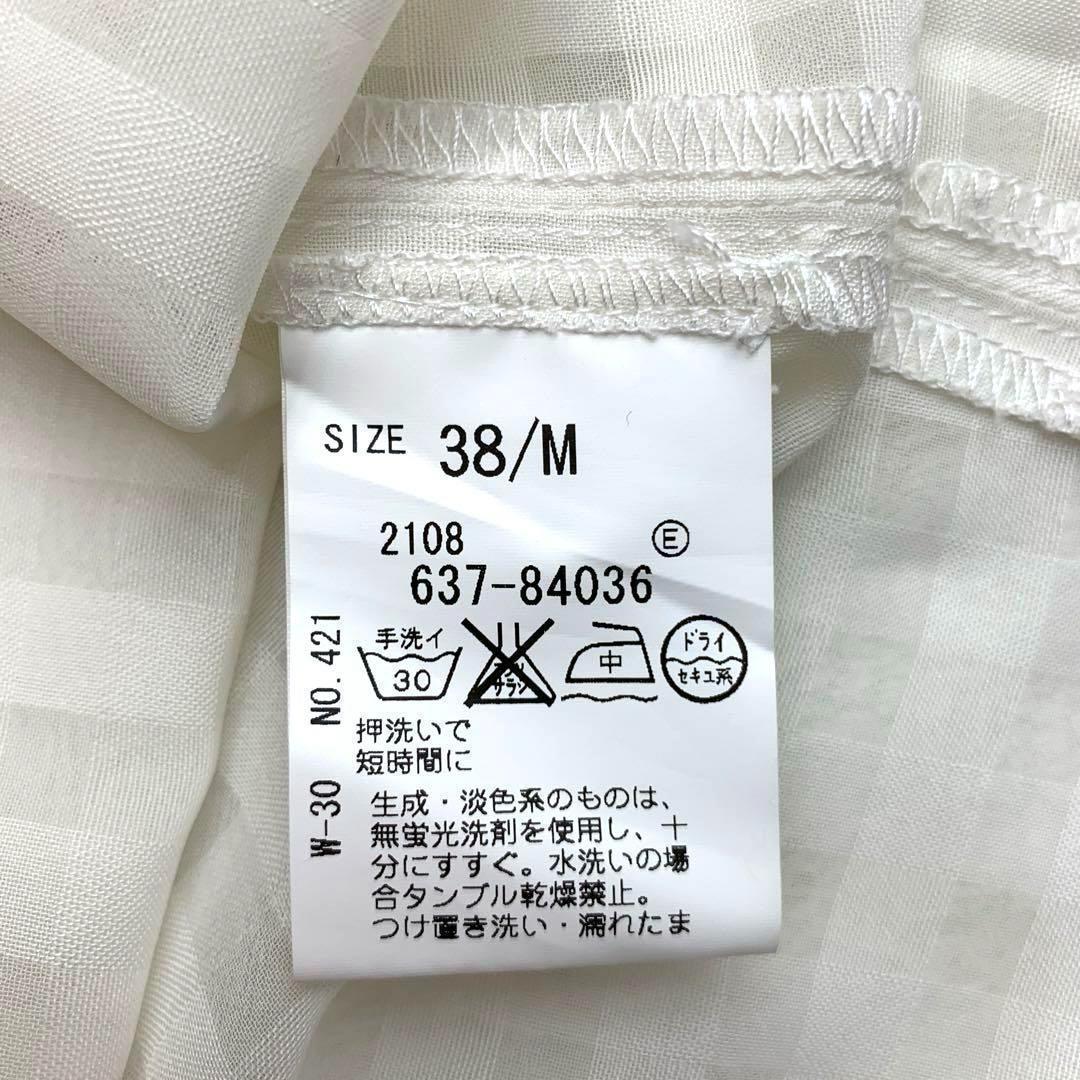 SIZE 38/M
2108 Ⓔ
637-84036
手洗イ
30
サラシ
中
ドライ
セキユ系
押洗いで
短時間に
生成・淡色系のものは、
無蛍光洗剤を使用し、十
分にすすぐ。水洗いの場
合タンブル乾燥禁止。
つけ置き洗い・濡れたま
W-30 NO.421